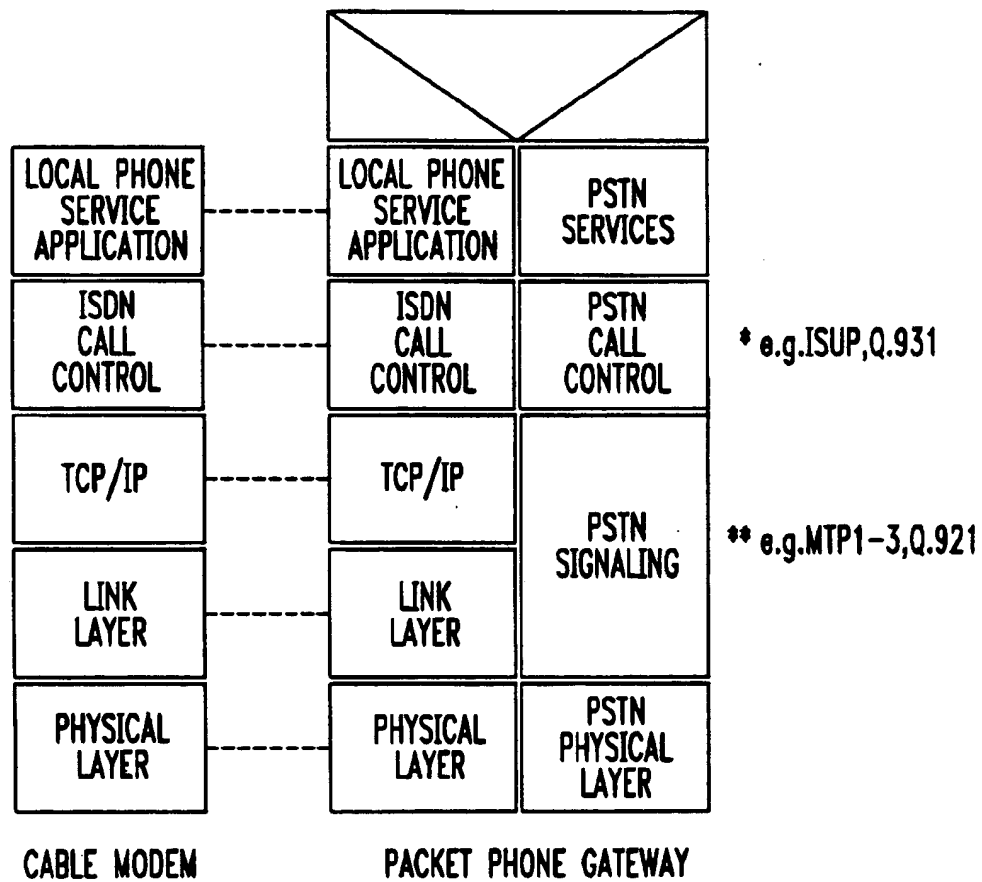 LOCAL PHONE
SERVICE
APPLICATION
LOCAL PHONE
SERVICE
APPLICATION
PSTN
SERVICES
ISDN
CALL
CONTROL
ISDN
CALL
CONTROL
PSTN
CALL
CONTROL
* e.g.ISUP,Q.931
TCP/IP
TCP/IP
PSTN
SIGNALING
** e.g.MTP1-3,Q.921
LINK
LAYER
LINK
LAYER
PHYSICAL
LAYER
PHYSICAL
LAYER
PSTN
PHYSICAL
LAYER
CABLE MODEM
PACKET PHONE GATEWAY